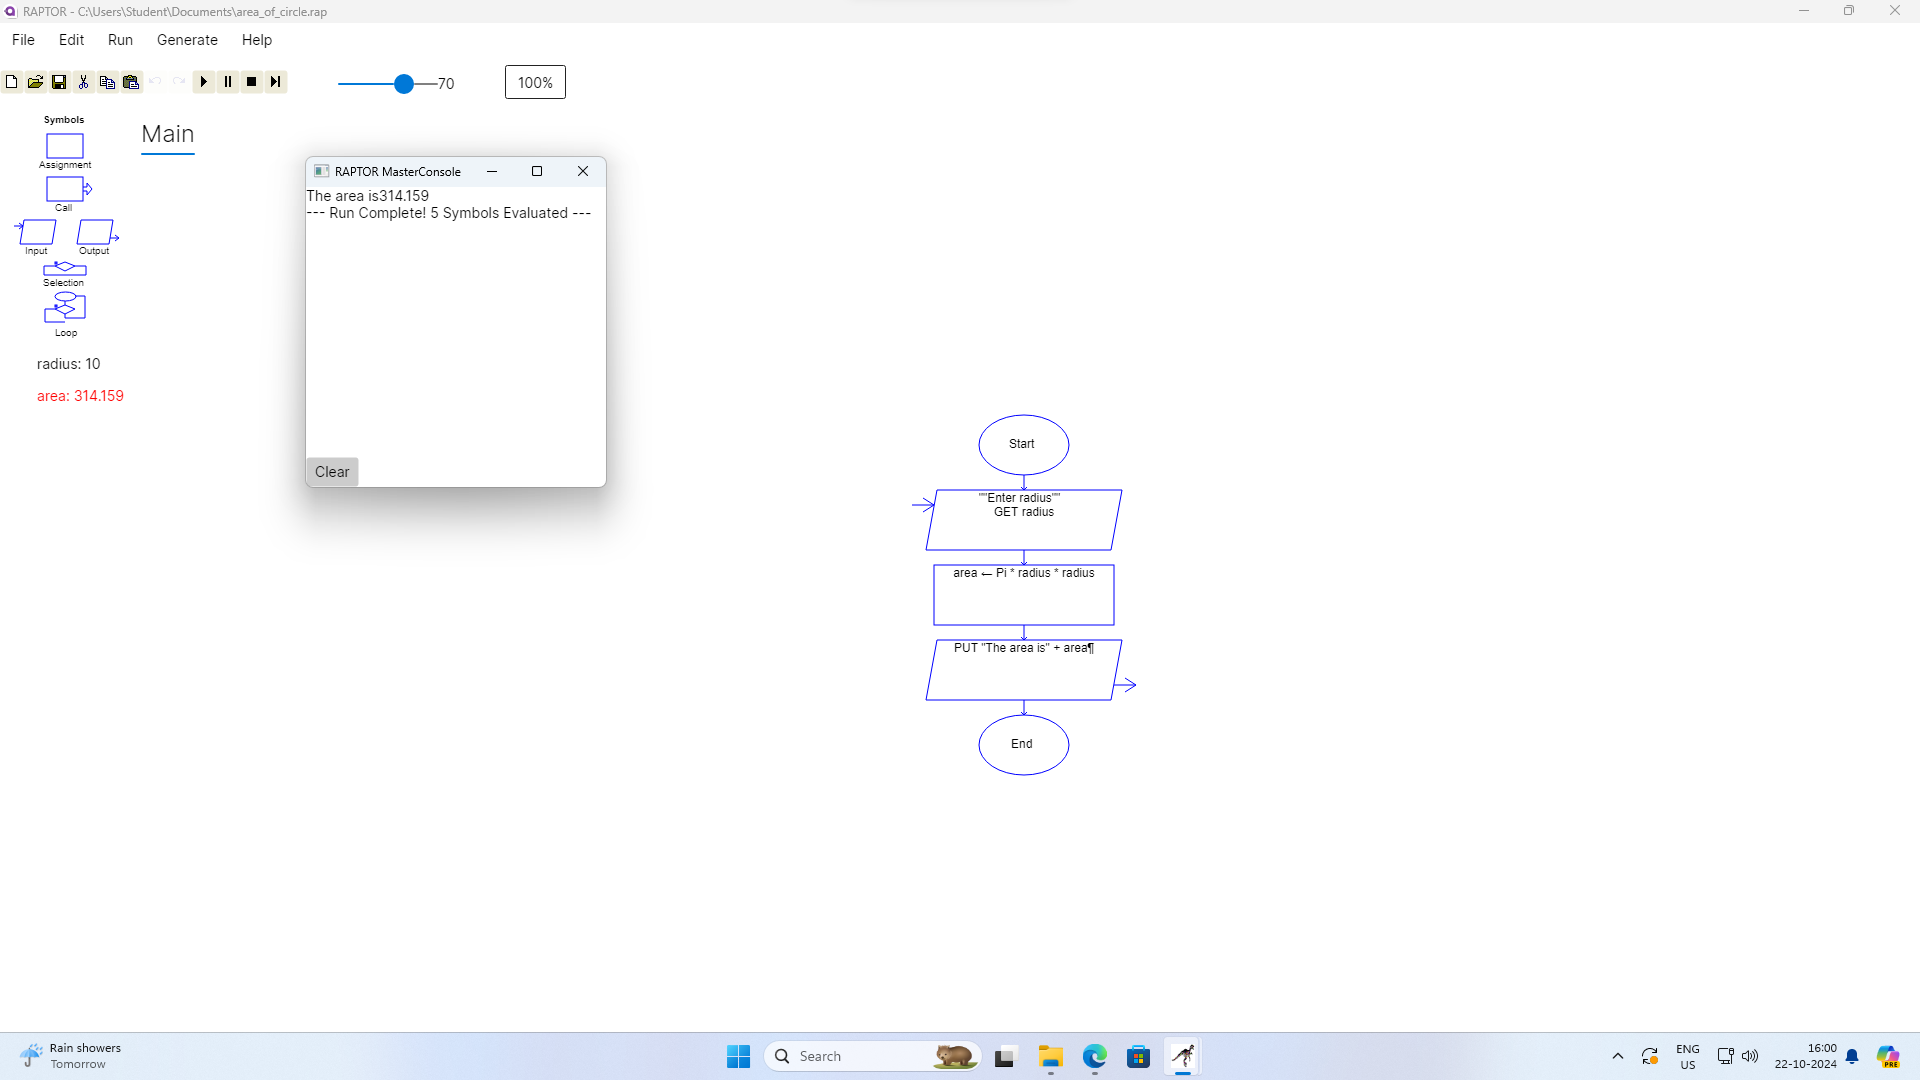 RAPTOR - C:\Users\Student\Documents\area_of_circle.rap
File Edit Run Generate Help
70
100%
Symbols
Assignment
Call
Input Output
Selection
Loop
radius: 10
area: 314.159
Main
RAPTOR MasterConsole
The area is314.159
--- Run Complete! 5 Symbols Evaluated ---
Clear
Start
""Enter radius""
GET radius
area ← Pi * radius * radius
PUT "The area is" + area¶
End
Rain showers
Tomorrow
Search
ENG
US
16:00
22-10-2024
PRE